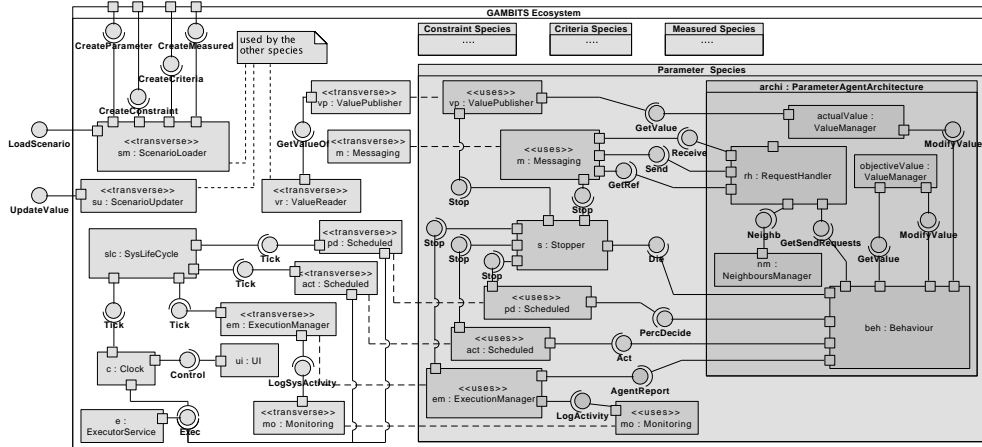 GAMBITS Ecosystem
CreateParameter
CreateMeasured
CreateCriteria
CreateConstraint
used by the
other species
Constraint Species
....
Criteria Species
....
Measured Species
....
LoadScenario
<<transverse>>
sm : ScenarioLoader
UpdateValue
<<transverse>>
su : ScenarioUpdater
<<transverse>>
vp : ValuePublisher
GetValueOf
<<transverse>>
m : Messaging
<<transverse>>
vr : ValueReader
slc : SysLifeCycle
Tick
<<transverse>>
pd : Scheduled
Tick
<<transverse>>
act : Scheduled
Tick
Tick
<<transverse>>
em : ExecutionManager
c : Clock
Control
ui : UI
LogSysActivity
<<transverse>>
mo : Monitoring
e :
ExecutorService
Exec
Parameter Species
<<uses>>
vp : ValuePublisher
GetValue
<<uses>>
m : Messaging
Receive
Send
GetRef
Stop
Stop
Stop
Stop
Stop
s : Stopper
Die
<<uses>>
pd : Scheduled
PercDecide
<<uses>>
act : Scheduled
Act
<<uses>>
em : ExecutionManager
AgentReport
LogActivity
<<uses>>
mo : Monitoring
archi : ParameterAgentArchitecture
actualValue :
ValueManager
ModifyValue
objectiveValue :
ValueManager
rh : RequestHandler
Neighb
GetSendRequests
ModifyValue
GetValue
nm :
NeighboursManager
beh : Behaviour